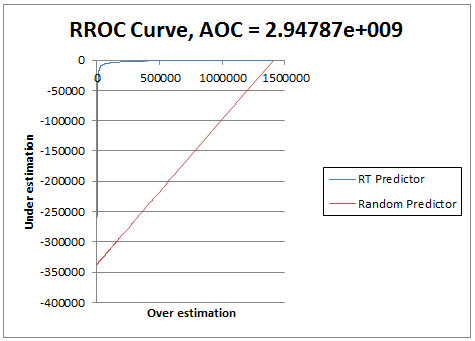 RROC Curve, AOC = 2.94787e+009
0
0 500000 1000000 1500000
-50000
-100000
-150000
-200000
-250000
-300000
-350000
-400000
Under estimation
Over estimation
RT Predictor
Random Predictor